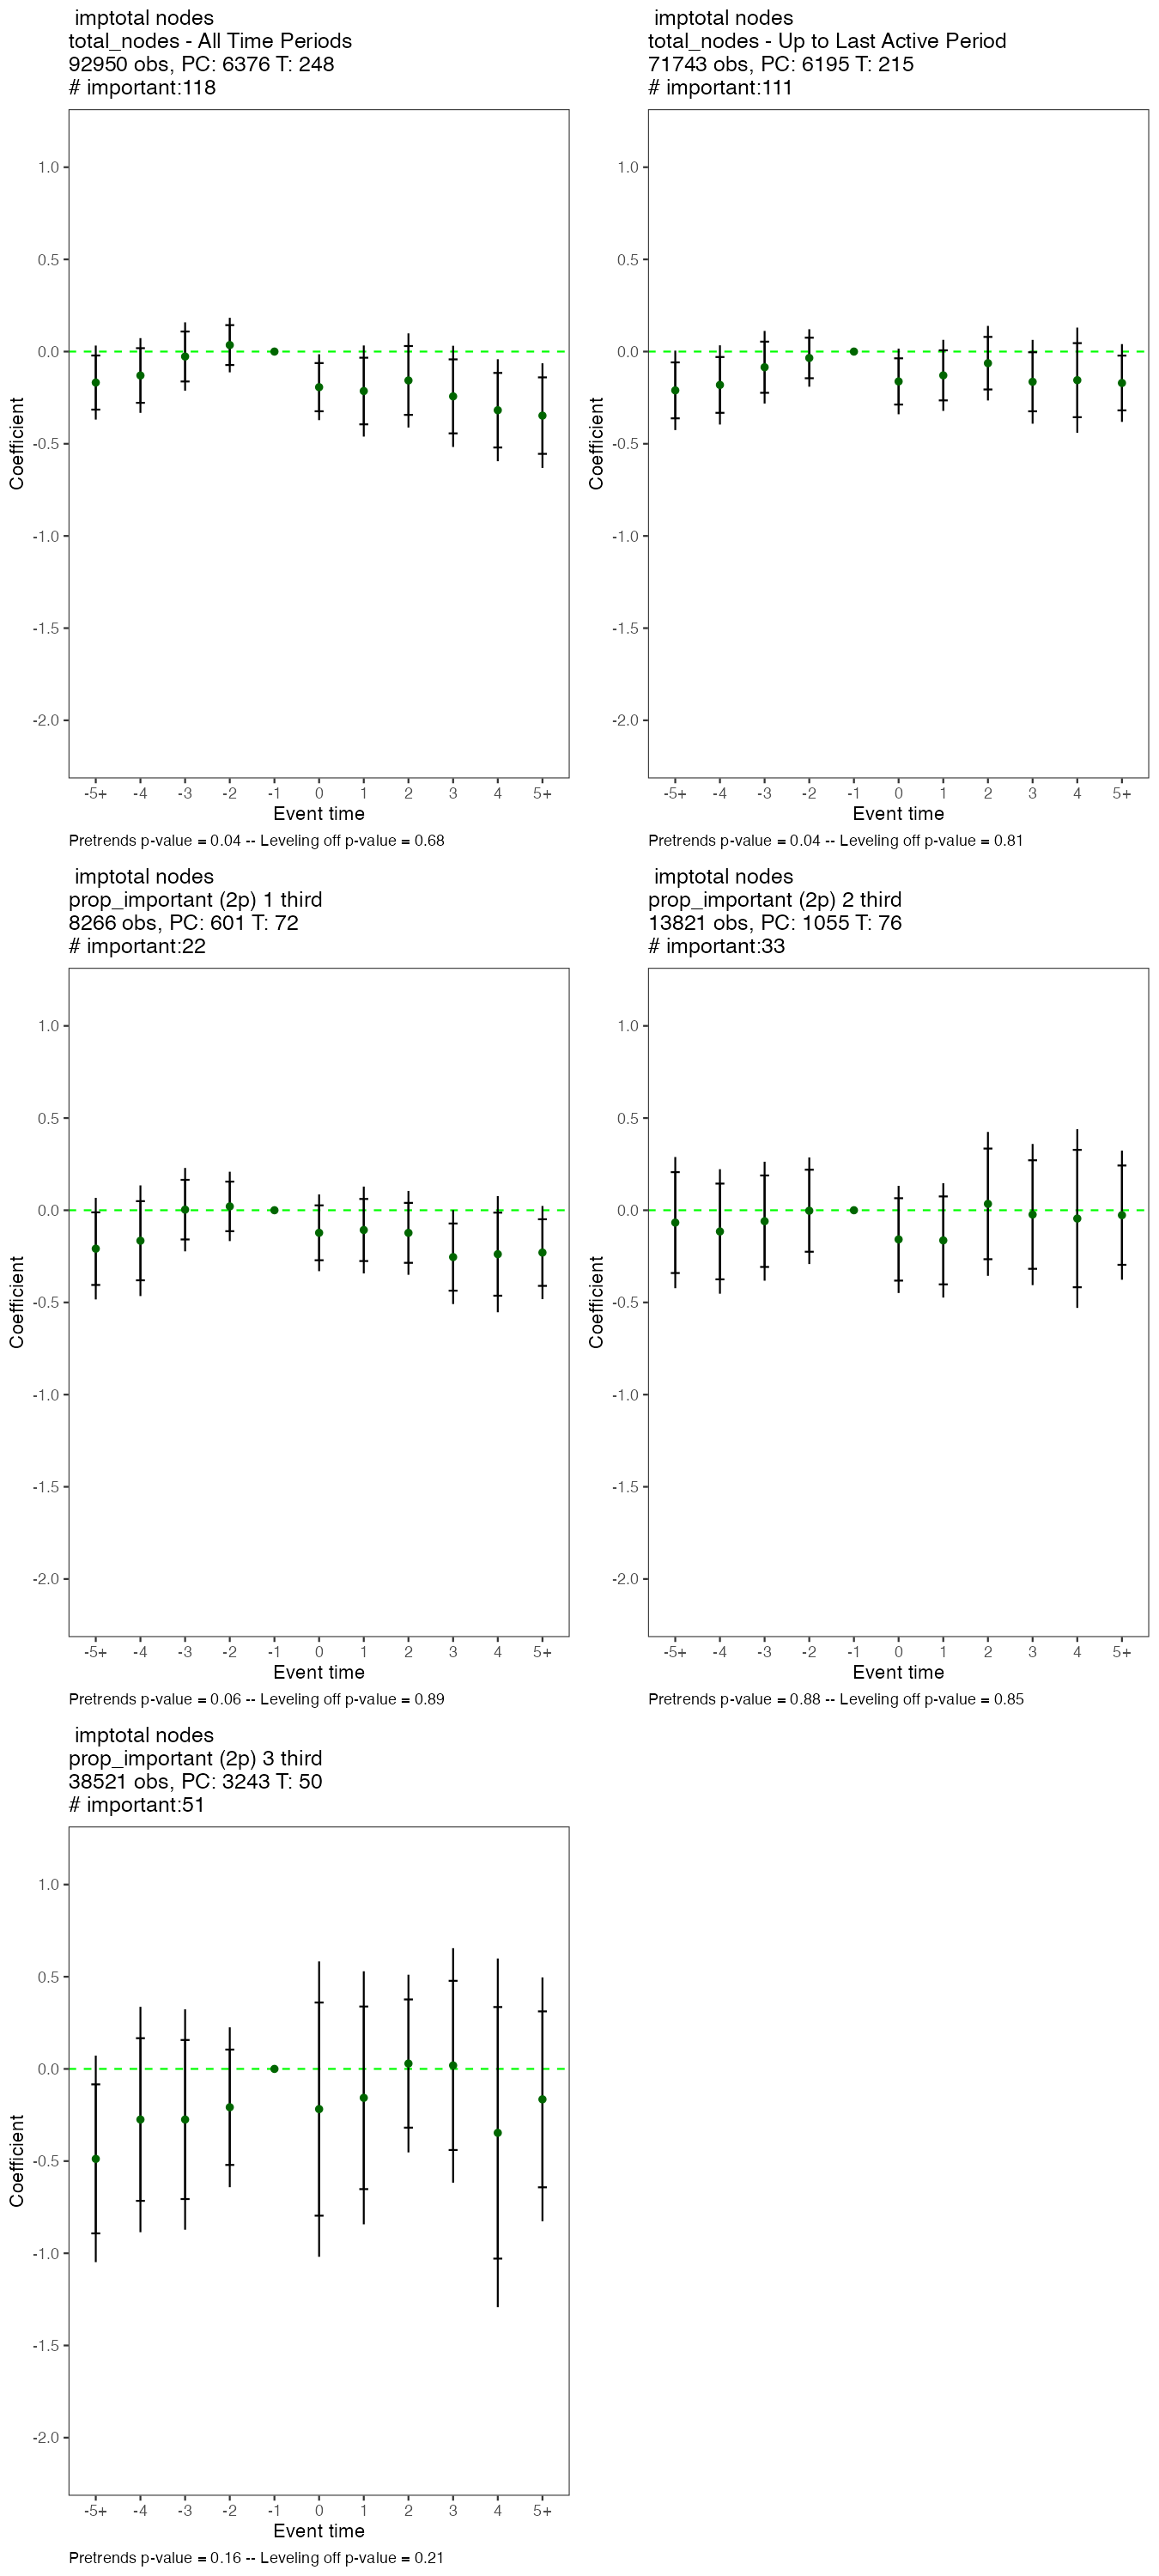 imptotal nodes
total_nodes - All Time Periods
92950 obs, PC: 6376 T: 248
# important:118
1.0
0.5
0.0
-0.5
-1.0
-1.5
-2.0
Coefficient
-5+ -4 -3 -2 -1 0 1 2 3 4 5+
Event time
Pretrends p-value = 0.04 -- Leveling off p-value = 0.68
imptotal nodes
total_nodes - Up to Last Active Period
71743 obs, PC: 6195 T: 215
# important:111
1.0
0.5
0.0
-0.5
-1.0
-1.5
-2.0
Coefficient
-5+ -4 -3 -2 -1 0 1 2 3 4 5+
Event time
Pretrends p-value = 0.04 -- Leveling off p-value = 0.81
imptotal nodes
prop_important (2p) 1 third
8266 obs, PC: 601 T: 72
# important:22
1.0
0.5
0.0
-0.5
-1.0
-1.5
-2.0
Coefficient
-5+ -4 -3 -2 -1 0 1 2 3 4 5+
Event time
Pretrends p-value = 0.06 -- Leveling off p-value = 0.89
imptotal nodes
prop_important (2p) 2 third
13821 obs, PC: 1055 T: 76
# important:33
1.0
0.5
0.0
-0.5
-1.0
-1.5
-2.0
Coefficient
-5+ -4 -3 -2 -1 0 1 2 3 4 5+
Event time
Pretrends p-value = 0.88 -- Leveling off p-value = 0.85
imptotal nodes
prop_important (2p) 3 third
38521 obs, PC: 3243 T: 50
# important:51
1.0
0.5
0.0
-0.5
-1.0
-1.5
-2.0
Coefficient
-5+ -4 -3 -2 -1 0 1 2 3 4 5+
Event time
Pretrends p-value = 0.16 -- Leveling off p-value = 0.21